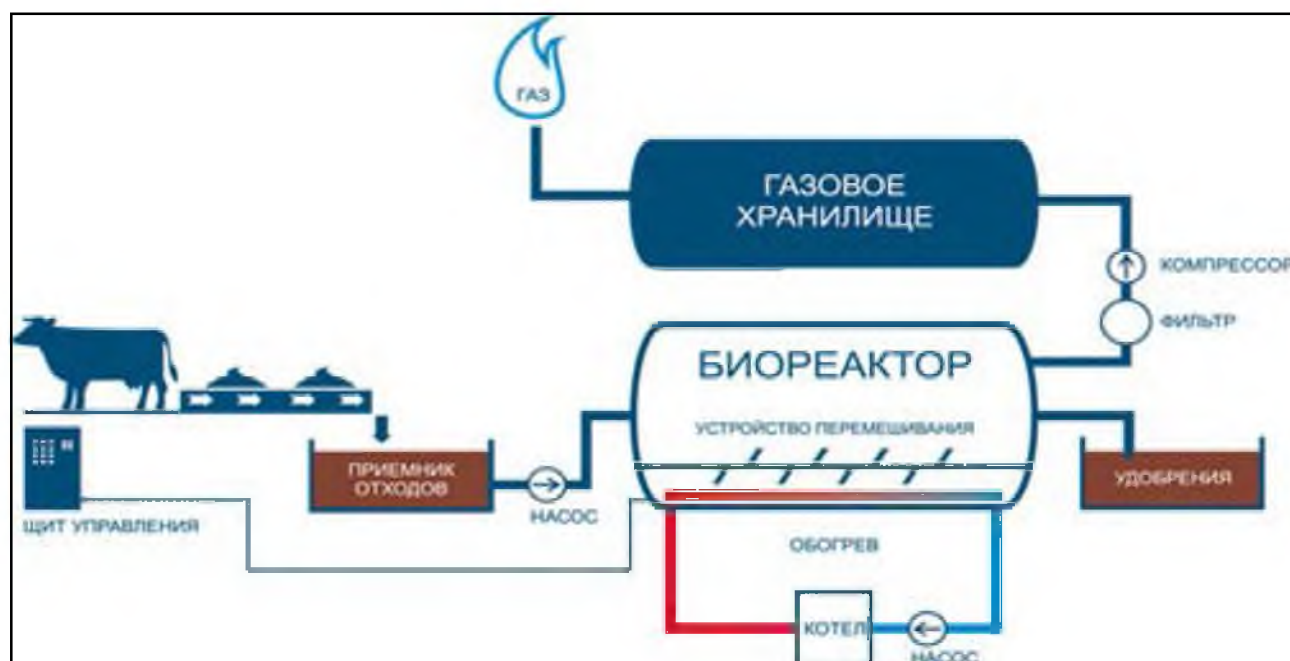 ГАЗ
ГАЗОВОЕ
ХРАНИЛИЩЕ
КОМПРЕССОР
ФИЛЬТР
БИОРЕАКТОР
УСТРОЙСТВО ПЕРЕМЕШИВАНИЯ
ПРИЕМНИК
ОТХОДОВ
УДОБРЕНИЯ
НАСОС
ЩИТ УПРАВЛЕНИЯ
ОБОГРЕВ
КОТЕЛ
НАСОС